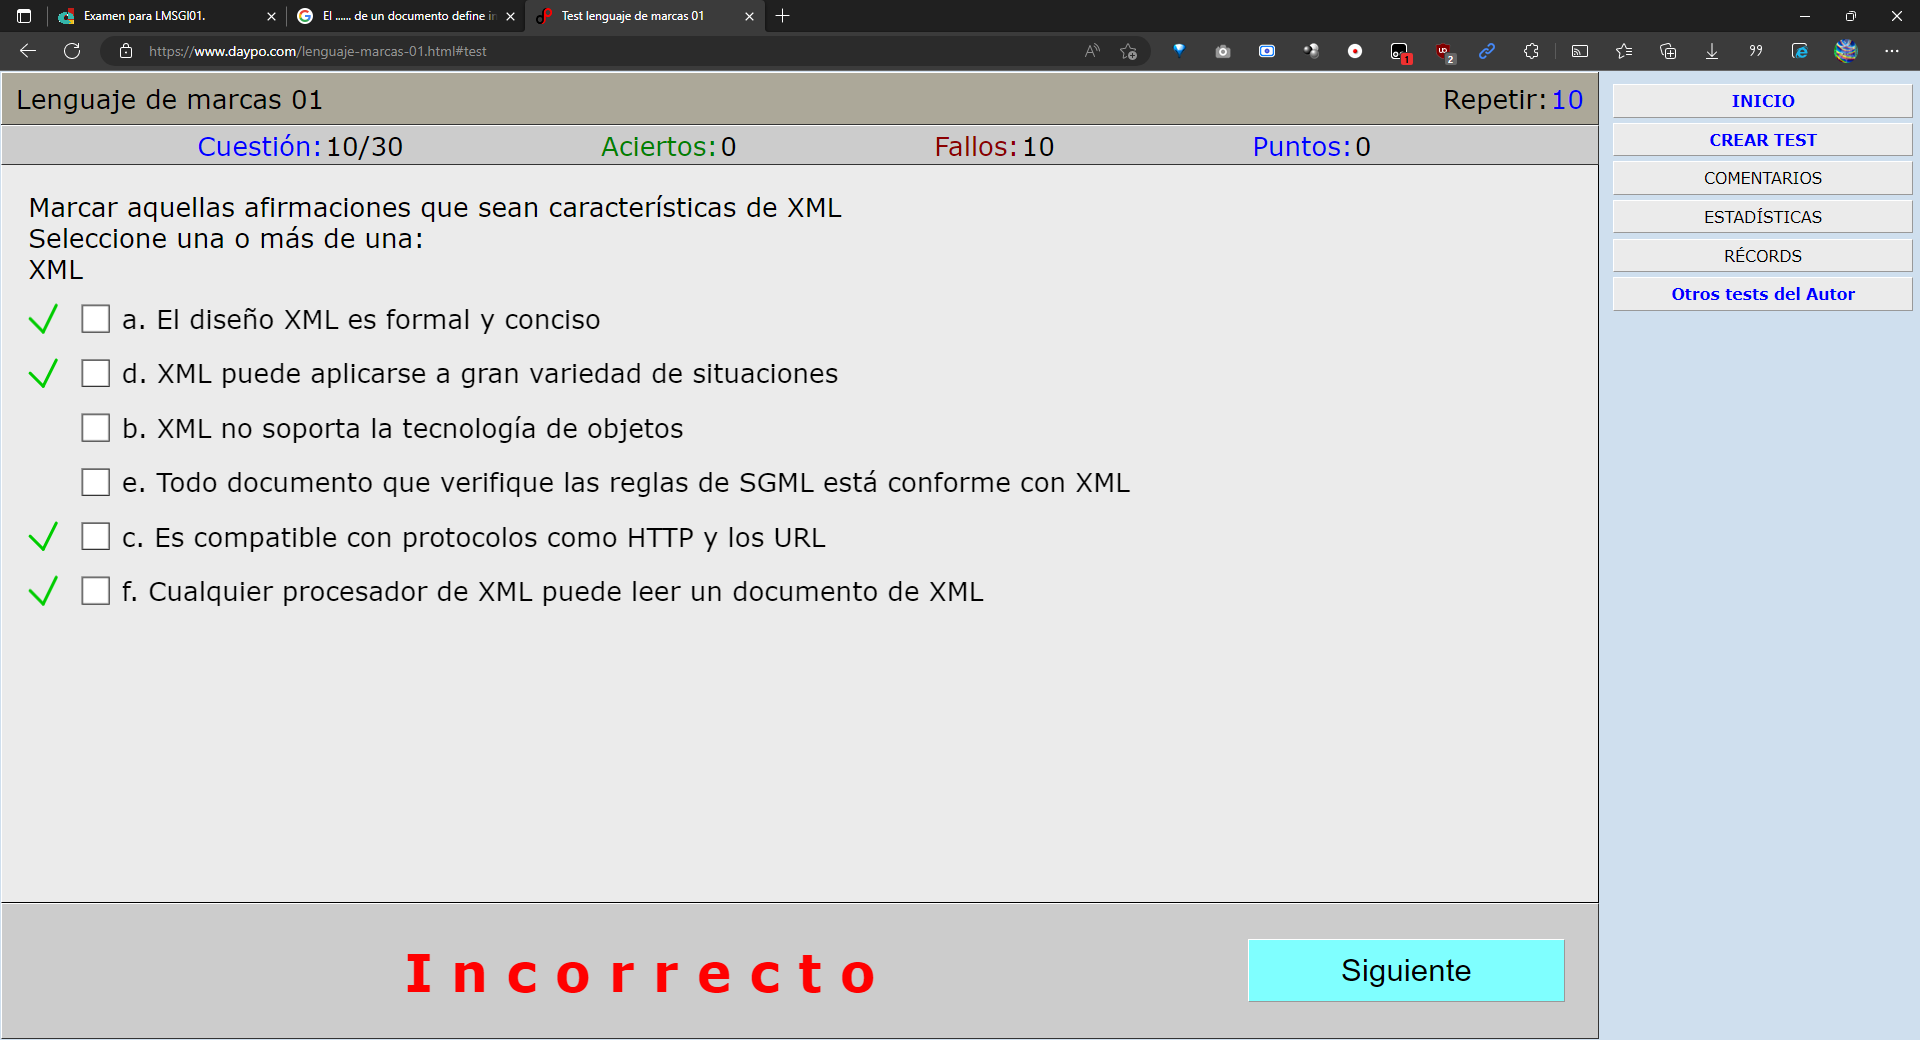 Examen para LMSGI01.
El ...... de un documento define in
Test lenguaje de marcas 01
https://www.daypo.com/lenguaje-marcas-01.html#test
1
2
Lenguaje de marcas 01
Repetir: 10
Cuestión: 10/30
Aciertos: 0
Fallos: 10
Puntos: 0
Marcar aquellas afirmaciones que sean características de XML
Seleccione una o más de una:
XML
a. El diseño XML es formal y conciso
d. XML puede aplicarse a gran variedad de situaciones
b. XML no soporta la tecnología de objetos
e. Todo documento que verifique las reglas de SGML está conforme con XML
c. Es compatible con protocolos como HTTP y los URL
f. Cualquier procesador de XML puede leer un documento de XML
Incorrecto
Siguiente
INICIO
CREAR TEST
COMENTARIOS
ESTADÍSTICAS
RÉCORDS
Otros tests del Autor